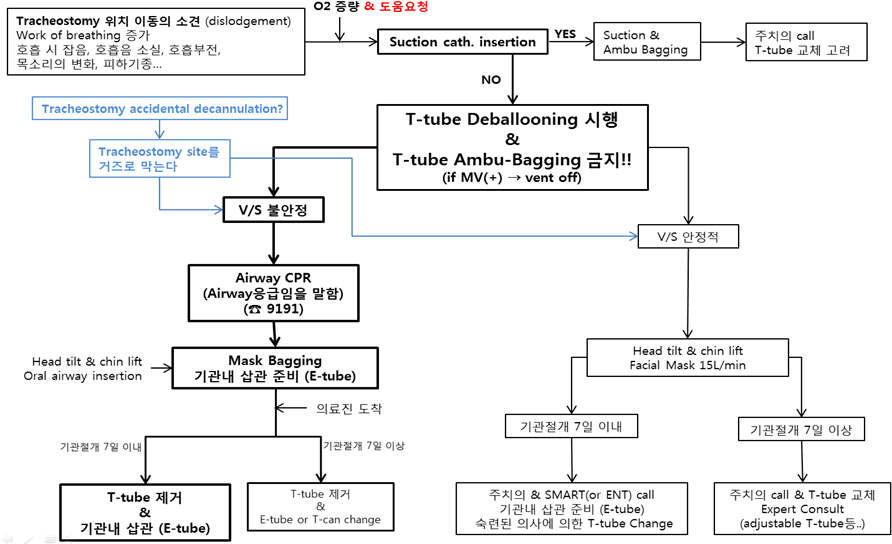 O2 증량 & 도움요청
Tracheostomy 위치 이동의 소견 (dislodgement)
Work of breathing 증가
호흡 시 잡음, 호흡음 소실, 호흡부전,
목소리의 변화, 피하기종...
Suction cath. insertion
YES
Suction &
Ambu Bagging
주치의 call
T-tube 교체 고려
NO
Tracheostomy accidental decannulation?
T-tube Deballooning 시행
&
T-tube Ambu-Bagging 금지!!
(if MV(+) → vent off)
Tracheostomy site를
거즈로 막는다
V/S 불안정
V/S 안정적
Airway CPR
(Airway응급임을 말함)
(☎ 9191)
Head tilt & chin lift
Oral airway insertion
Mask Bagging
기관내 삽관 준비 (E-tube)
Head tilt & chin lift
Facial Mask 15L/min
의료진 도착
기관절개 7일 이내
기관절개 7일 이상
기관절개 7일 이내
기관절개 7일 이상
T-tube 제거
&
기관내 삽관 (E-tube)
T-tube 제거
&
E-tube or T-can change
주치의 & SMART(or ENT) call
기관내 삽관 준비 (E-tube)
숙련된 의사에 의한 T-tube Change
주치의 call & T-tube 교체
Expert Consult
(adjustable T-tube등..)